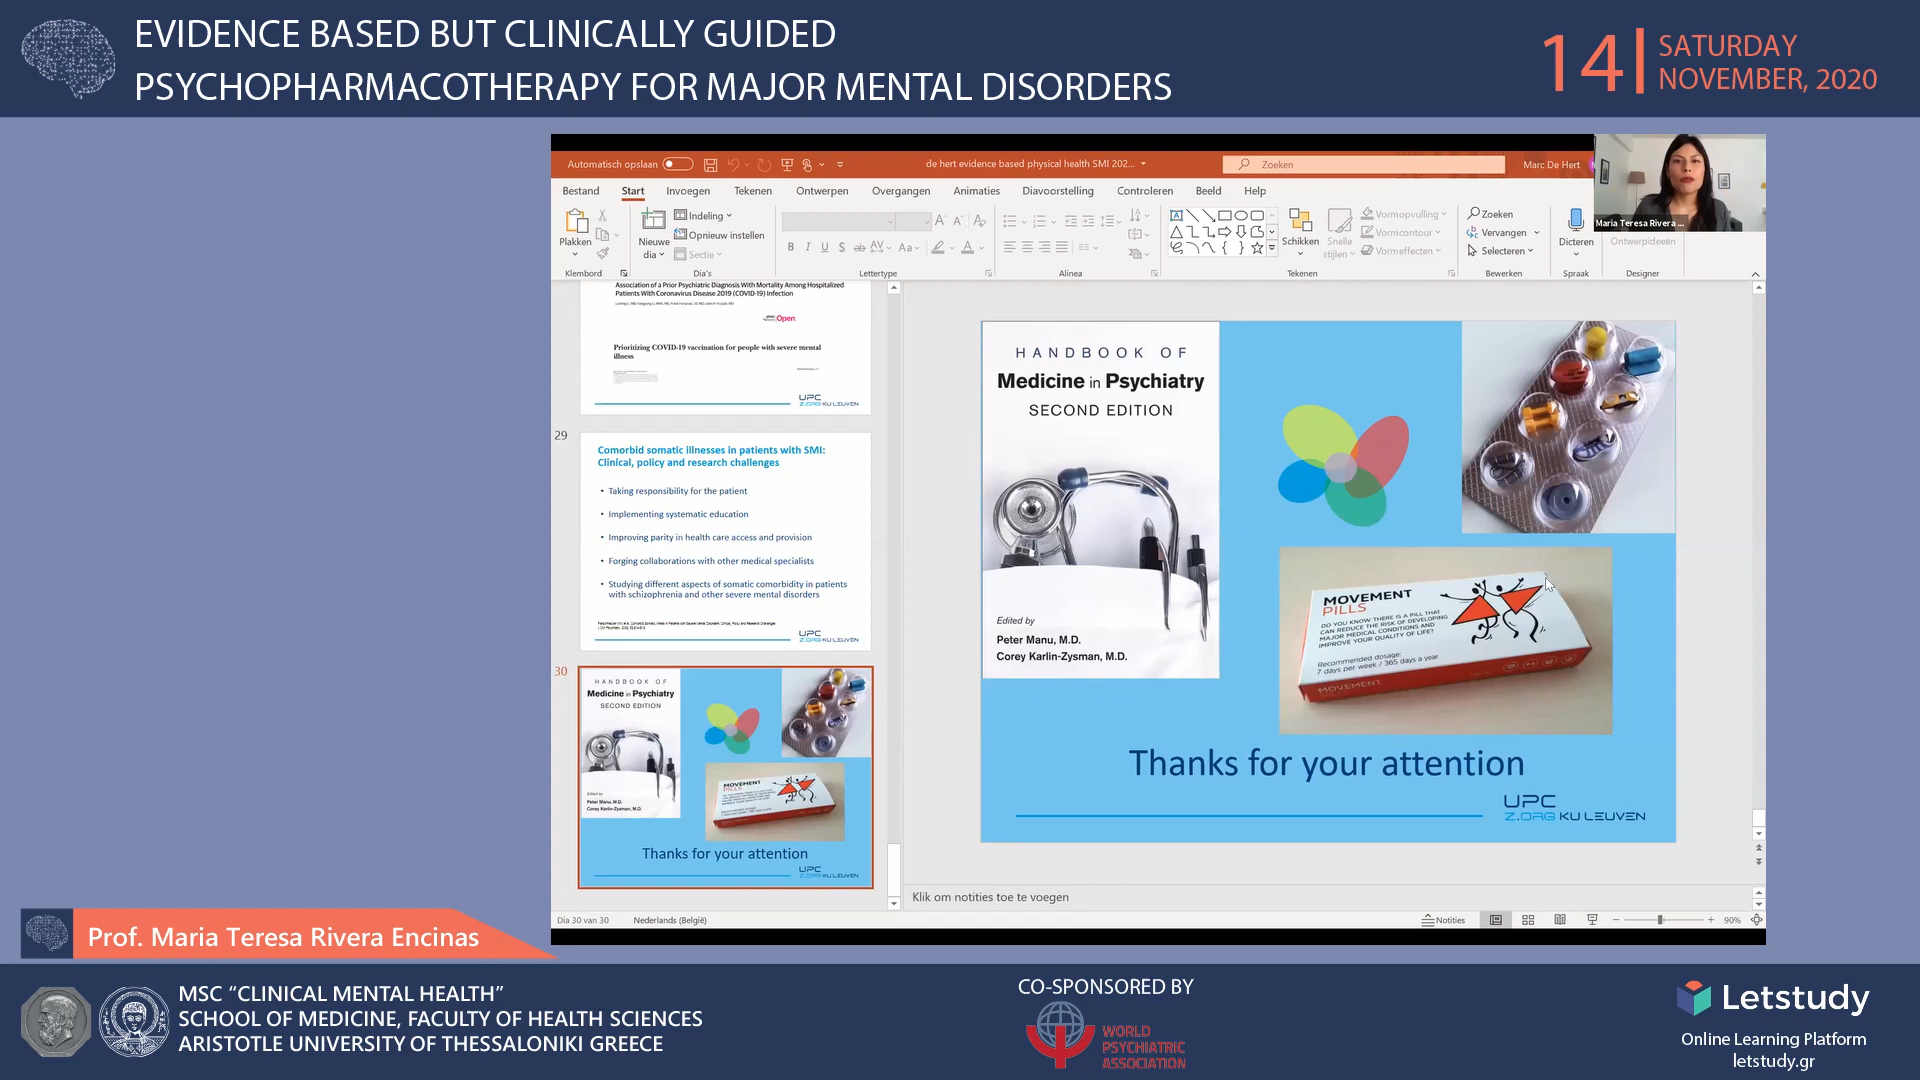 EVIDENCE BASED BUT CLINICALLY GUIDED
PSYCHOPHARMACOTHERAPY FOR MAJOR MENTAL DISORDERS
14
SATURDAY
NOVEMBER, 2020
Automatisch opslaan
de hert evidence based physical health SMI 202...
Zoeken
Marc De Hert
Bestand Start Invoegen Tekenen Ontwerpen Overgangen Animaties Diavoorstelling Controleren Beeld Help
Plakken
Klembord
Nieuwe
dia
Indeling
Opnieuw instellen
Sectie
Dia's
Lettertype
Alinea
Schikken
Snelle
stijlen
Vormopvulling
Vormcontour
Vormeffecten
Tekenen
Zoeken
Vervangen
Selecteren
Bewerken
Dicteren
Spraak
Ontwerpideeën
Designer
Maria Teresa Rivera ...
Association of a Prior Psychiatric Diagnosis With Mortality Among Hospitalized
Patients With Coronavirus Disease 2019 (COVID-19) Infection
Open
Prioritizing COVID-19 vaccination for people with severe mental
illness
UPC
Z.ORG KU LEUVEN
29
Comorbid somatic illnesses in patients with SMI:
Clinical, policy and research challenges
• Taking responsibility for the patient
• Implementing systematic education
• Improving parity in health care access and provision
• Forging collaborations with other medical specialists
• Studying different aspects of somatic comorbidity in patients
with schizophrenia and other severe mental disorders
UPC
Z.ORG KU LEUVEN
30
HANDBOOK OF
Medicine in Psychiatry
SECOND EDITION
Edited by
Peter Manu, M.D.
Corey Karlin-Zysman, M.D.
MOVEMENT
PILLS
Thanks for your attention
UPC
Z.ORG KU LEUVEN
HANDBOOK OF
Medicine in Psychiatry
SECOND EDITION
Edited by
Peter Manu, M.D.
Corey Karlin-Zysman, M.D.
MOVEMENT
PILLS
DO YOU KNOW THERE IS A PILL THAT
CAN REDUCE THE RISK OF DEVELOPING
MAJOR MEDICAL CONDITIONS AND
IMPROVE YOUR QUALITY OF LIFE?
Recommended dosage:
7 days per week / 365 days a year
MOVEMENT PILLS
Thanks for your attention
UPC
Z.ORG KU LEUVEN
Klik om notities toe te voegen
Dia 30 van 30
Nederlands (België)
Notities
90%
Prof. Maria Teresa Rivera Encinas
MSC “CLINICAL MENTAL HEALTH”
SCHOOL OF MEDICINE, FACULTY OF HEALTH SCIENCES
ARISTOTLE UNIVERSITY OF THESSALONIKI GREECE
CO-SPONSORED BY
WORLD
PSYCHIATRIC
ASSOCIATION
Letstudy
Online Learning Platform
letstudy.gr